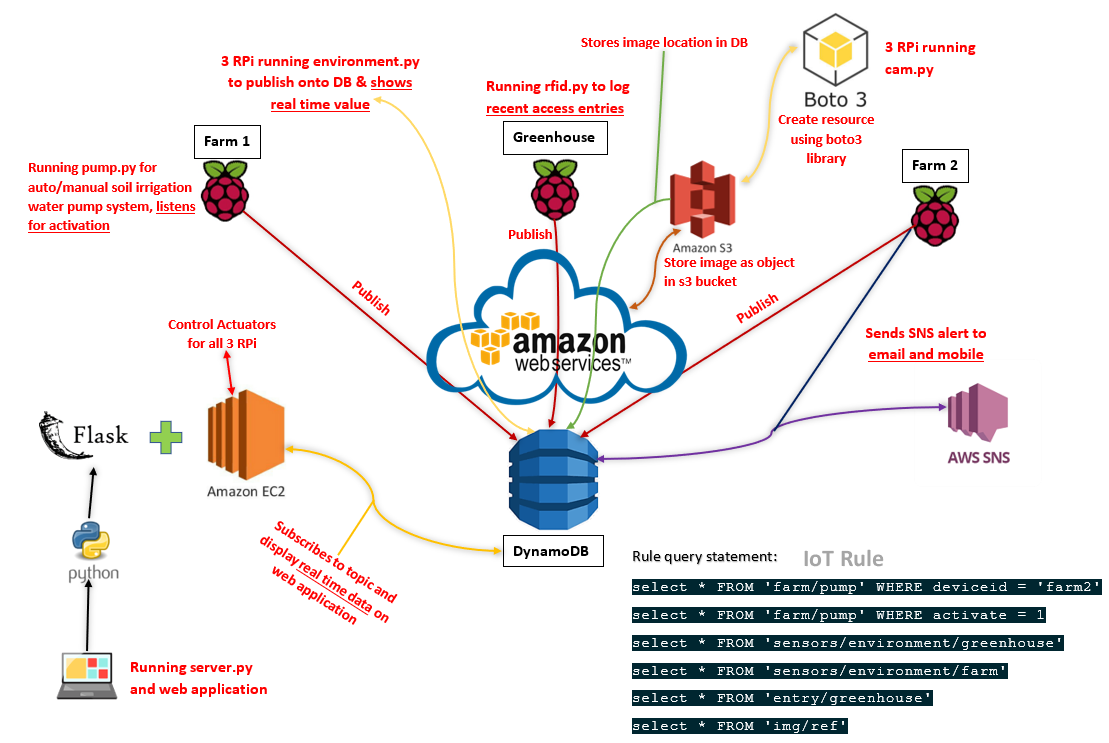 Stores image location in DB
3 RPi running environment.py
to publish onto DB & shows
real time value
Running rfid.py to log
recent access entries
3 RPi running
cam.py
Boto 3
Create resource
using boto3
library
Farm 1
Greenhouse
Farm 2
Running pump.py for
auto/manual soil irrigation
water pump system, listens
for activation
Publish
Amazon S3
Store image as object
in s3 bucket
Publish
Publish
amazon
webservices™
Control Actuators
for all 3 RPi
Sends SNS alert to
email and mobile
Flask
Amazon EC2
AWS SNS
Subscribes to topic and
display real time data on
web application
DynamoDB
python
Running server.py
and web application
Rule query statement:
IoT Rule
select * FROM 'farm/pump' WHERE deviceid = 'farm2'
select * FROM 'farm/pump' WHERE activate = 1
select * FROM 'sensors/environment/greenhouse'
select * FROM 'sensors/environment/farm'
select * FROM 'entry/greenhouse'
select * FROM 'img/ref'